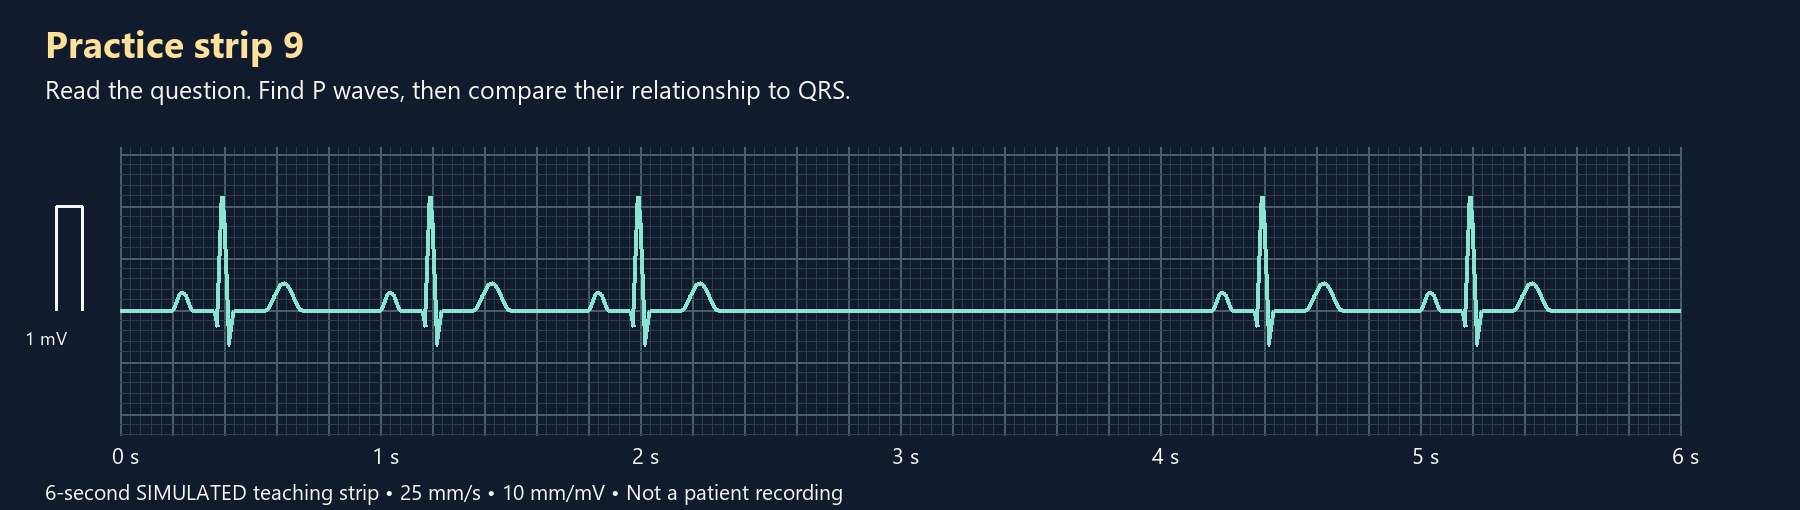 Practice strip 9
Read the question. Find P waves, then compare their relationship to QRS.
1 mV
0 s 1 s 2 s 3 s 4 s 5 s 6 s
6-second SIMULATED teaching strip • 25 mm/s • 10 mm/mV • Not a patient recording